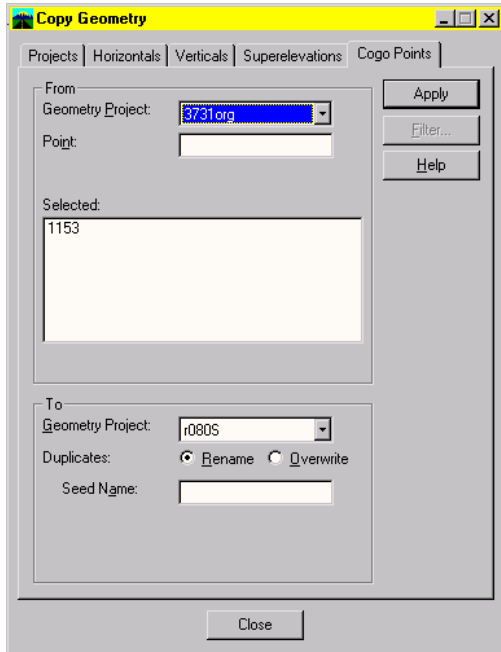 Copy Geometry
Projects Horizontals Verticals Superelevations Cogo Points
From
Geometry Project: 3731org
Point:
Selected:
1153
Apply
Filter...
Help
To
Geometry Project: r080S
Duplicates: Rename Overwrite
Seed Name:
Close